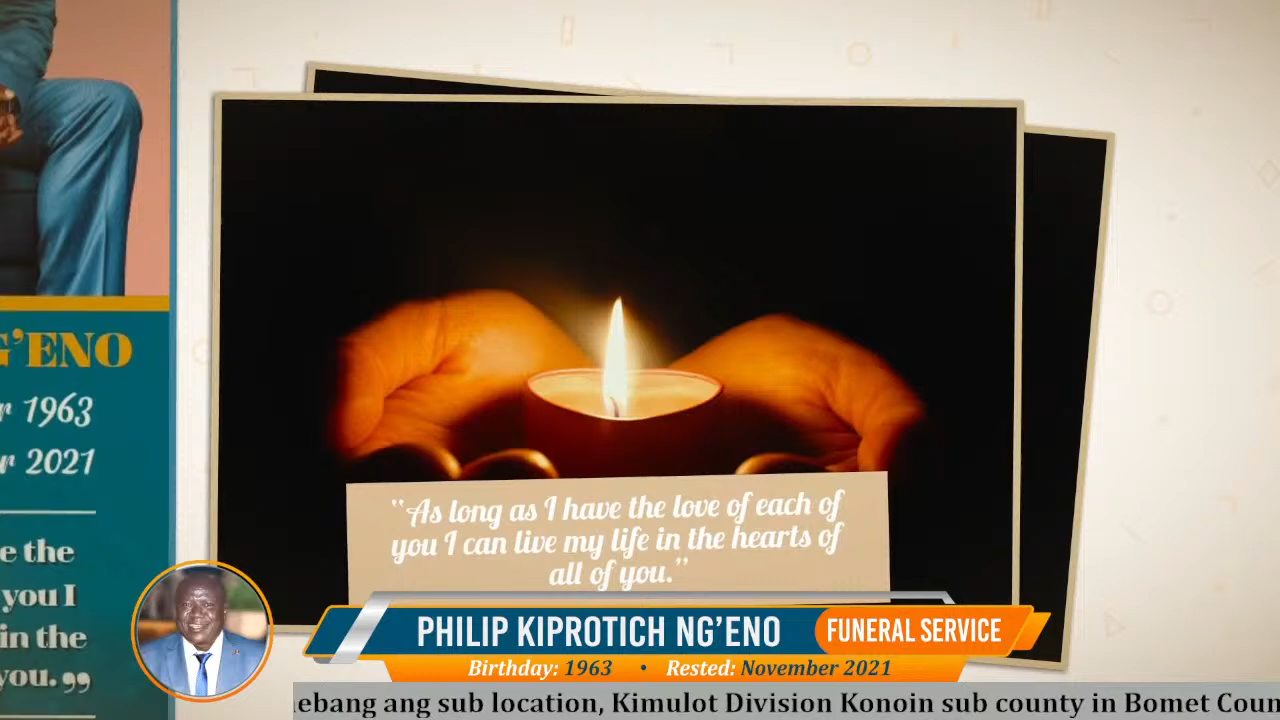 G'ENO
r 1963
r 2021
e the
you I
in the
you.”
“As long as I have the love of each of
you I can live my life in the hearts of
all of you.”
PHILIP KIPROTICH NG'ENO
FUNERAL SERVICE
Birthday: 1963 • Rested: November 2021
ebang ang sub location, Kimulot Division Konoin sub county in Bomet Coun